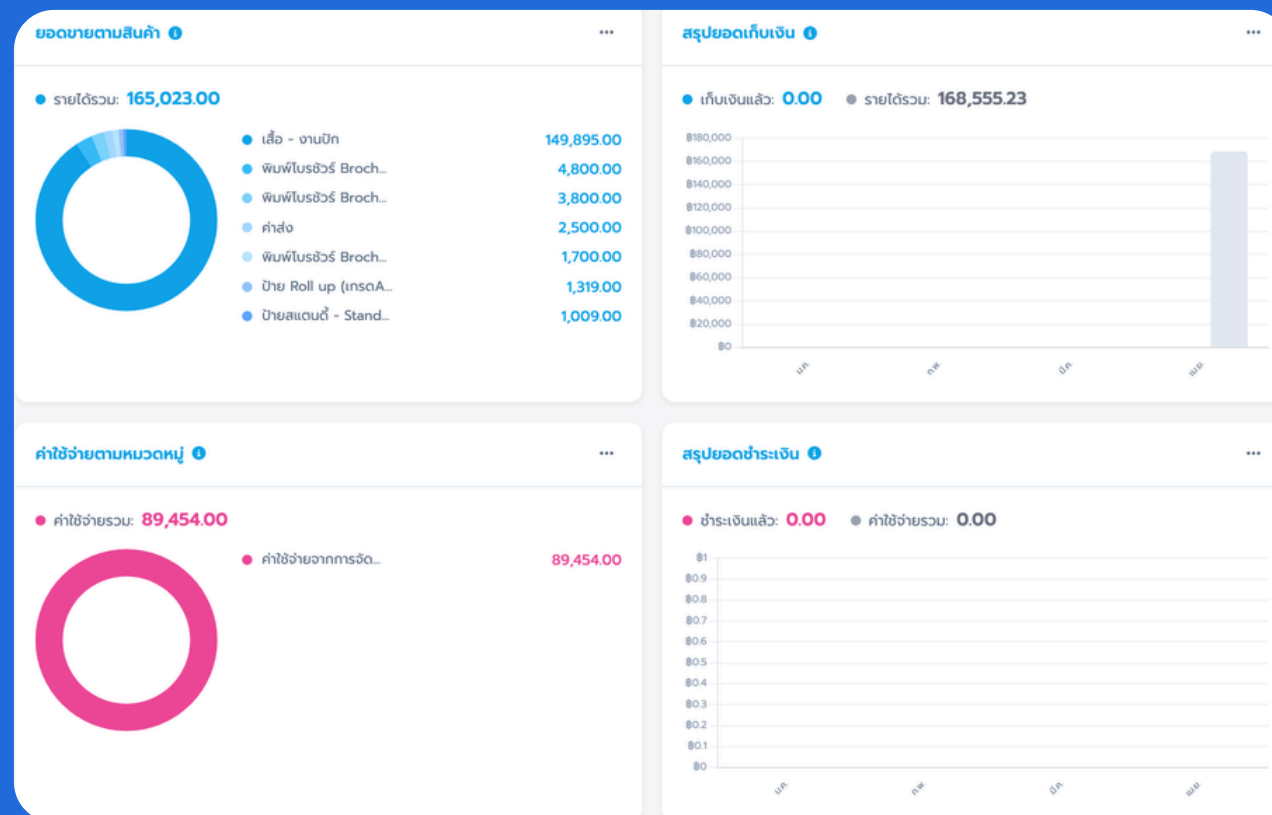 ยอดขายตามสินค้า
รายได้รวม: 165,023.00
เสื้อ - งานปัก 149,895.00
พิมพ์โบรชัวร์ Broch... 4,800.00
พิมพ์โบรชัวร์ Broch... 3,800.00
ค่าส่ง 2,500.00
พิมพ์โบรชัวร์ Broch... 1,700.00
ป้าย Roll up (เกรดA... 1,319.00
ป้ายสแตนดี้ - Stand... 1,009.00
สรุปยอดเก็บเงิน
เก็บเงินแล้ว: 0.00 รายได้รวม: 168,555.23
฿180,000
฿160,000
฿140,000
฿120,000
฿100,000
฿80,000
฿60,000
฿40,000
฿20,000
฿0
ม.ค. ก.พ. มี.ค. เม.ย.
ค่าใช้จ่ายตามหมวดหมู่
ค่าใช้จ่ายรวม: 89,454.00
ค่าใช้จ่ายจากการจัด... 89,454.00
สรุปยอดชำระเงิน
ชำระเงินแล้ว: 0.00 ค่าใช้จ่ายรวม: 0.00
฿1
฿0.9
฿0.8
฿0.7
฿0.6
฿0.5
฿0.4
฿0.3
฿0.2
฿0.1
฿0
ม.ค. ก.พ. มี.ค. เม.ย.